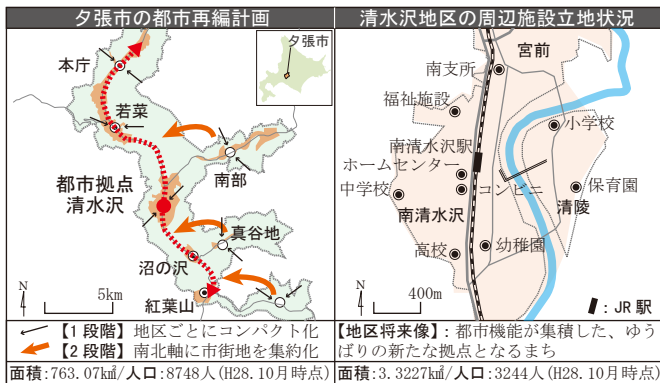 夕張市の都市再編計画
夕張市
本庁
若菜
南部
都市拠点
清水沢
真谷地
沼の沢
紅葉山
N
5km
【1 段階】地区ごとにコンパクト化
【2 段階】南北軸に市街地を集約化
面積:763.07㎢/人口:8748人(H28.10月時点)
清水沢地区の周辺施設立地状況
宮前
南支所
福祉施設
小学校
南清水沢駅
ホームセンター
コンビニ
中学校
保育園
南清水沢
清陵
高校
幼稚園
N
400m
:JR 駅
【地区将来像】:都市機能が集積した、ゆう
ばりの新たな拠点となるまち
面積:3.3227㎢/人口:3244人(H28.10月時点)